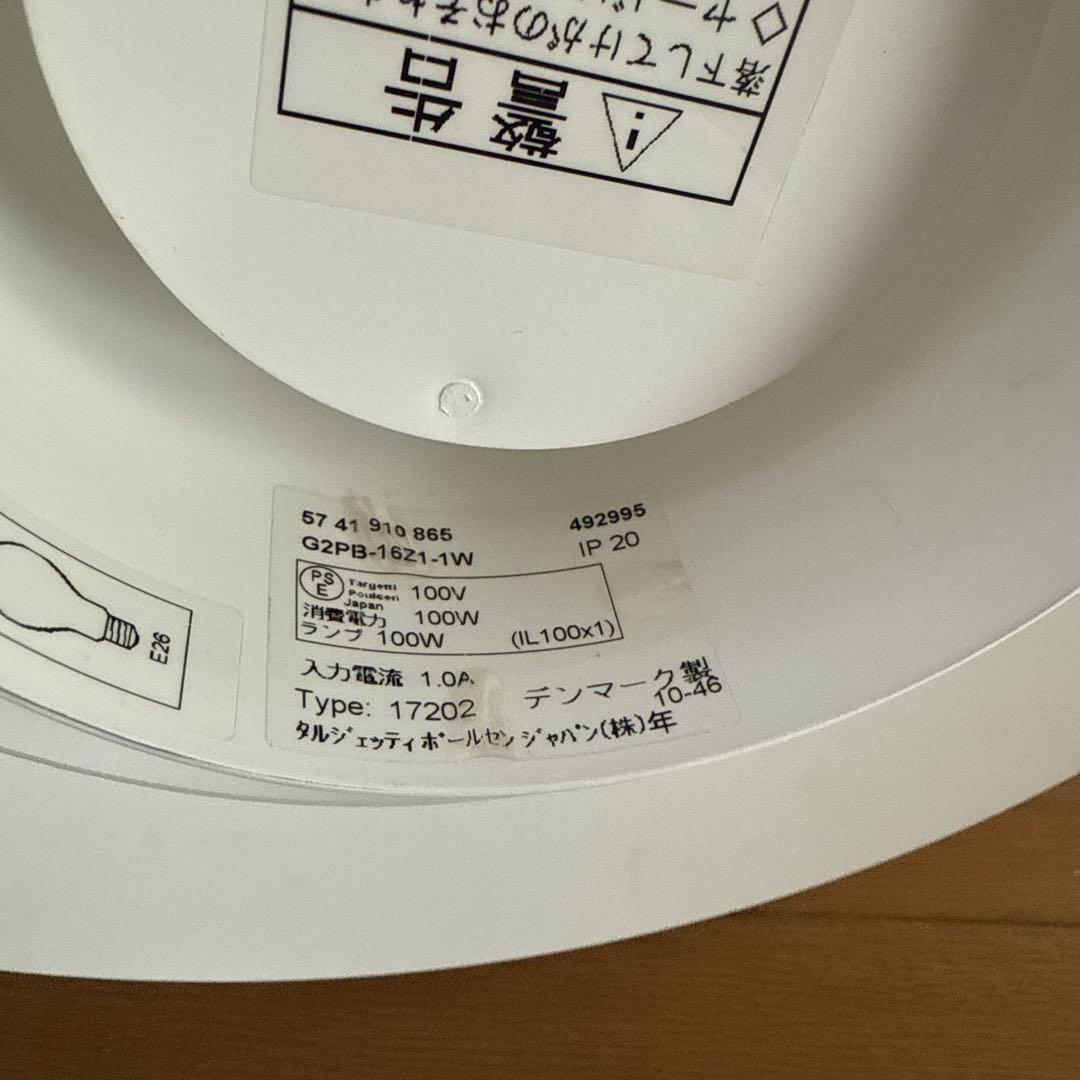 警告
落下してけがのおそれ
57 41 910 865
492995
G2PB-16Z1-1W
IP 20
PSE
Targetti
Poulsen
Japan
100V
消費電力 100W
ランプ 100W (IL100x1)
入力電流 1.0A
デンマーク製
Type: 17202
10-46
タルジェッティポールセンジャパン(株)年
E26